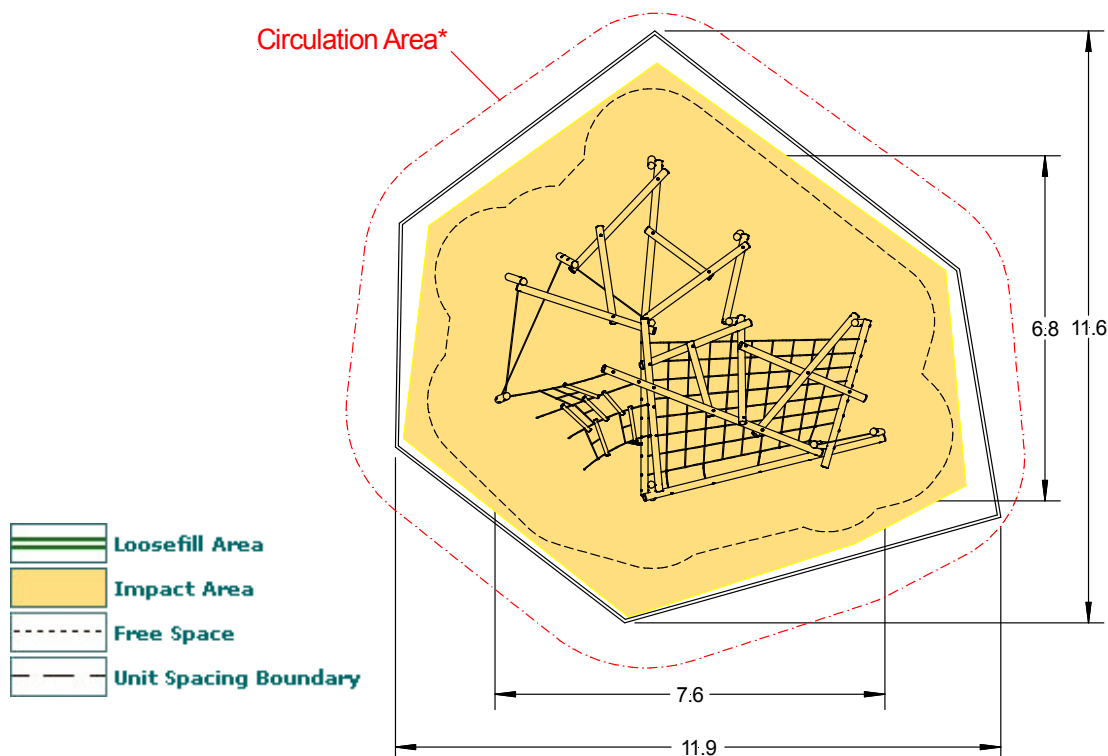 Circulation Area*
6.8
11.6
Loosefill Area
Impact Area
Free Space
Unit Spacing Boundary
7.6
11.9